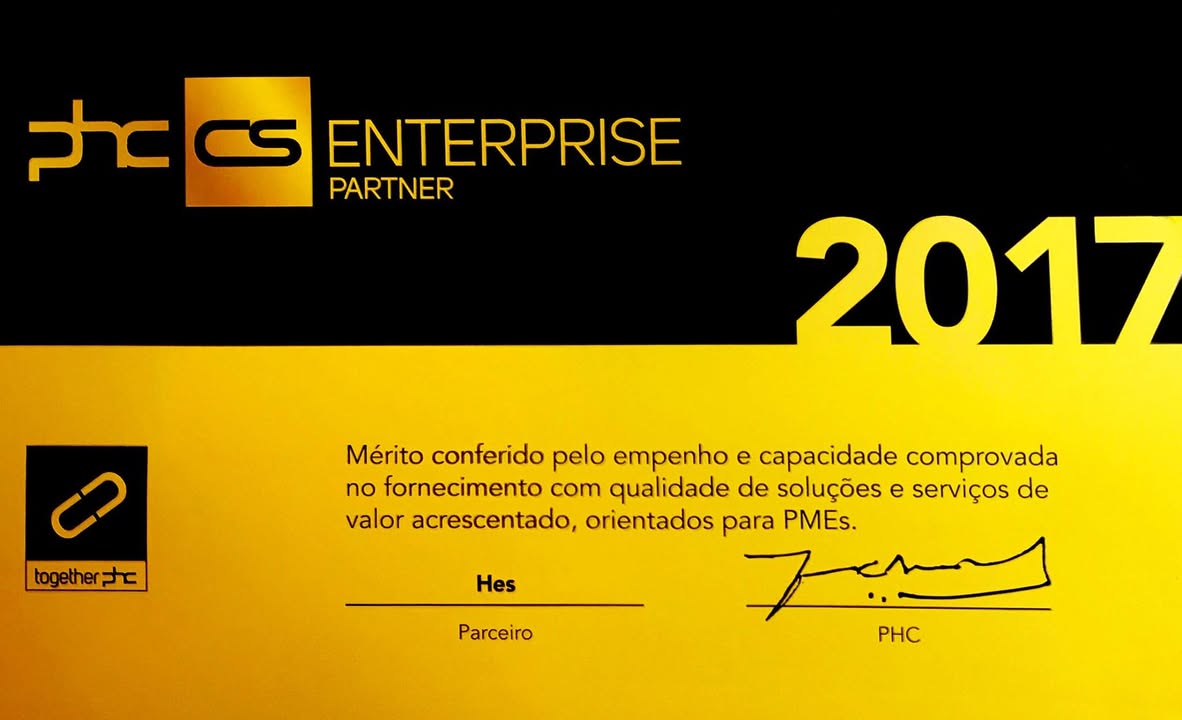 phc CS ENTERPRISE
PARTNER
2017
Mérito conferido pelo empenho e capacidade comprovada
no fornecimento com qualidade de soluções e serviços de
valor acrescentado, orientados para PMEs.
together phc
Hes
Parceiro
PHC